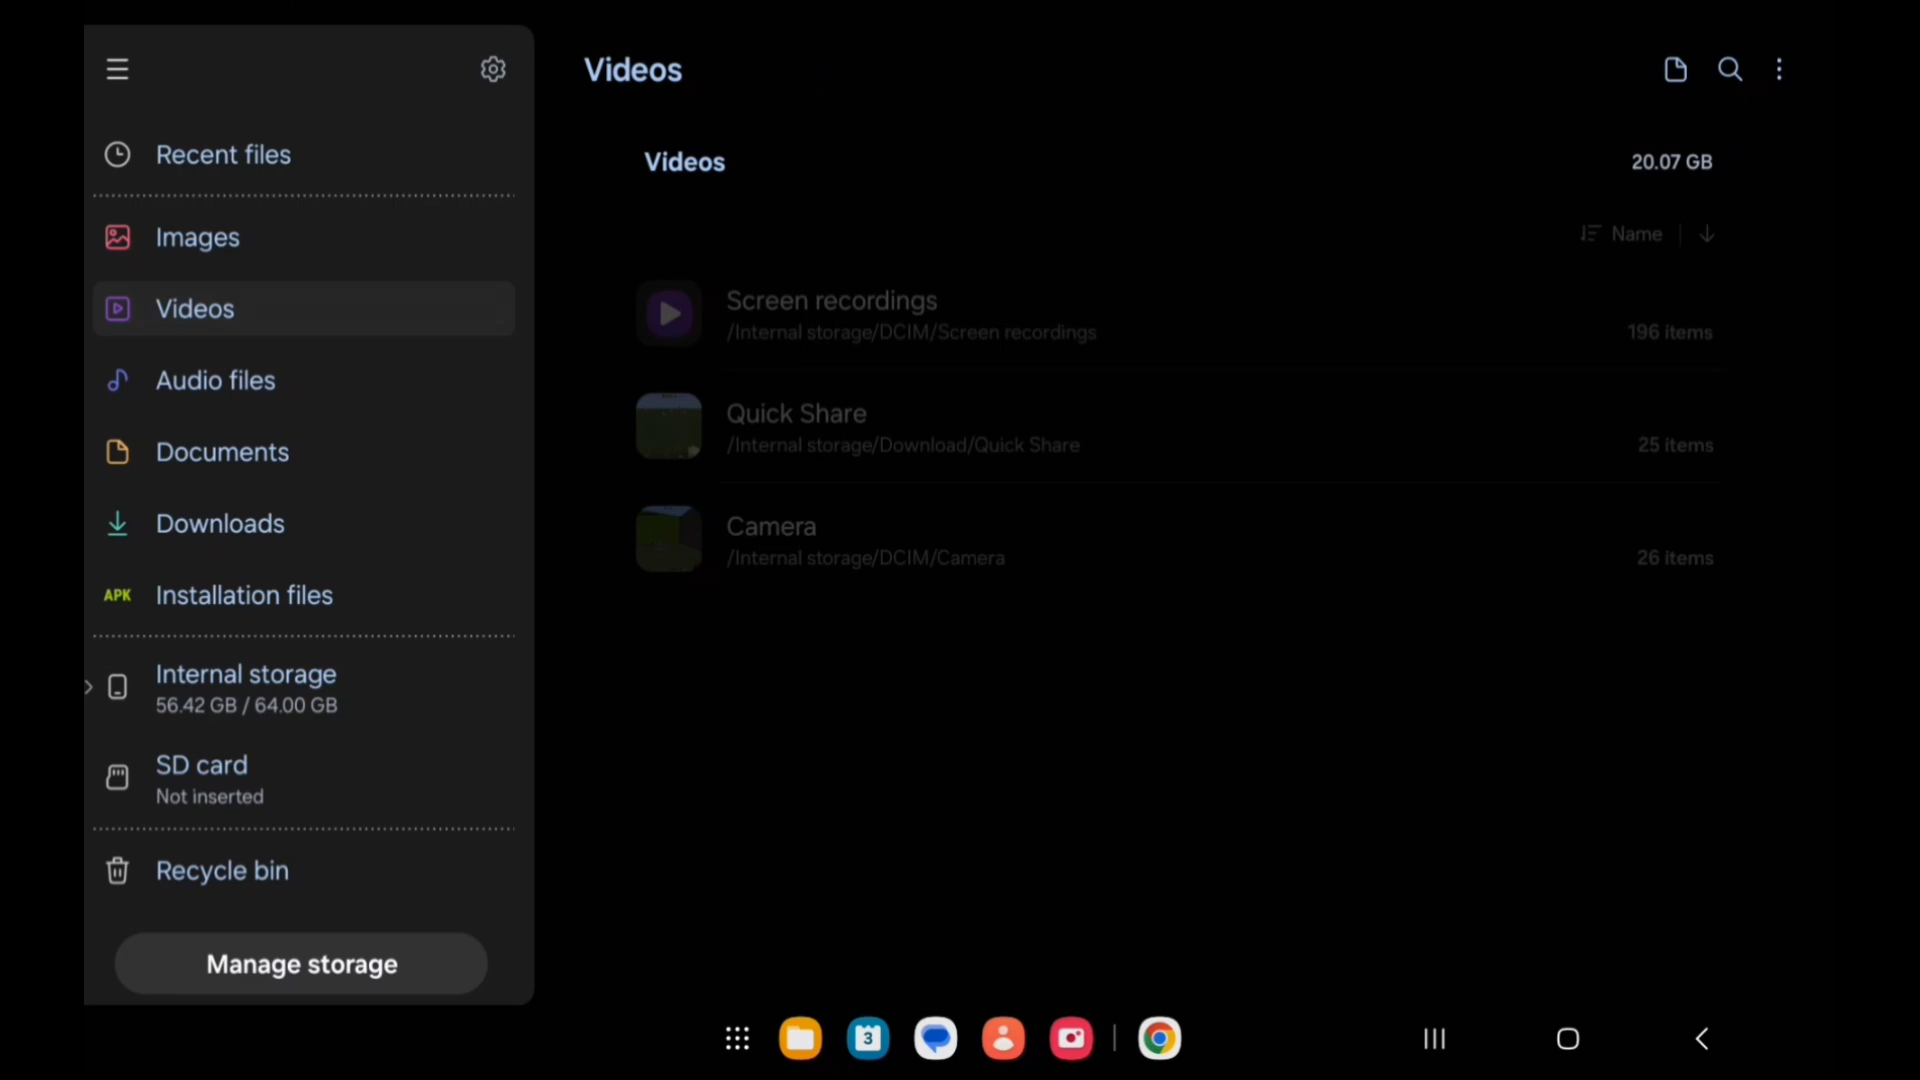 Recent files
Images
Videos
Audio files
Documents
Downloads
APK Installation files
Internal storage
56.42 GB / 64.00 GB
SD card
Not inserted
Recycle bin
Manage storage
Videos
Videos 20.07 GB
Name
Screen recordings
/Internal storage/DCIM/Screen recordings 196 items
Quick Share
/Internal storage/Download/Quick Share 25 items
Camera
/Internal storage/DCIM/Camera 26 items
3